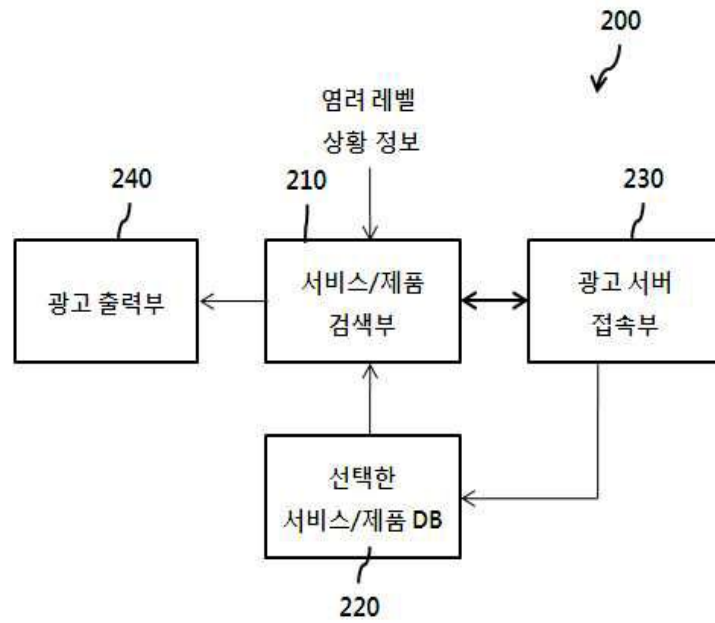 200
염려 레벨
상황 정보
240
210
230
광고 출력부
서비스/제품
검색부
광고 서버
접속부
선택한
서비스/제품 DB
220